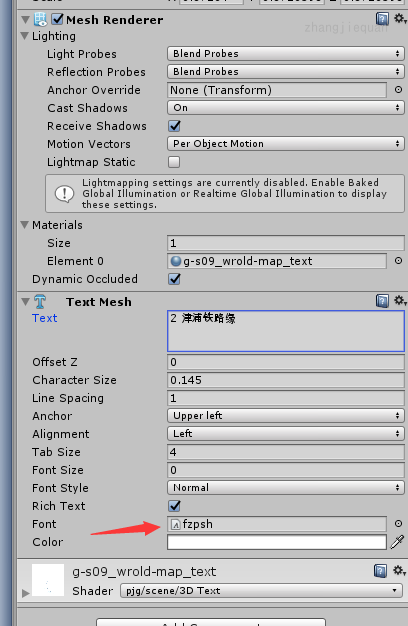 Scale
zhangjiequan
Mesh Renderer
Lighting
Light Probes Blend Probes
Reflection Probes Blend Probes
Anchor Override None (Transform)
Cast Shadows On
Receive Shadows
Motion Vectors Per Object Motion
Lightmap Static
Lightmapping settings are currently disabled. Enable Baked
Global Illumination or Realtime Global Illumination to display
these settings.
Materials
Size 1
Element 0 g-s09_wrold-map_text
Dynamic Occluded
Text Mesh
Text 2 津浦铁路缘
Offset Z 0
Character Size 0.145
Line Spacing 1
Anchor Upper left
Alignment Left
Tab Size 4
Font Size 0
Font Style Normal
Rich Text
Font fzpsh
Color
g-s09_wrold-map_text
Shader pjg/scene/3D Text